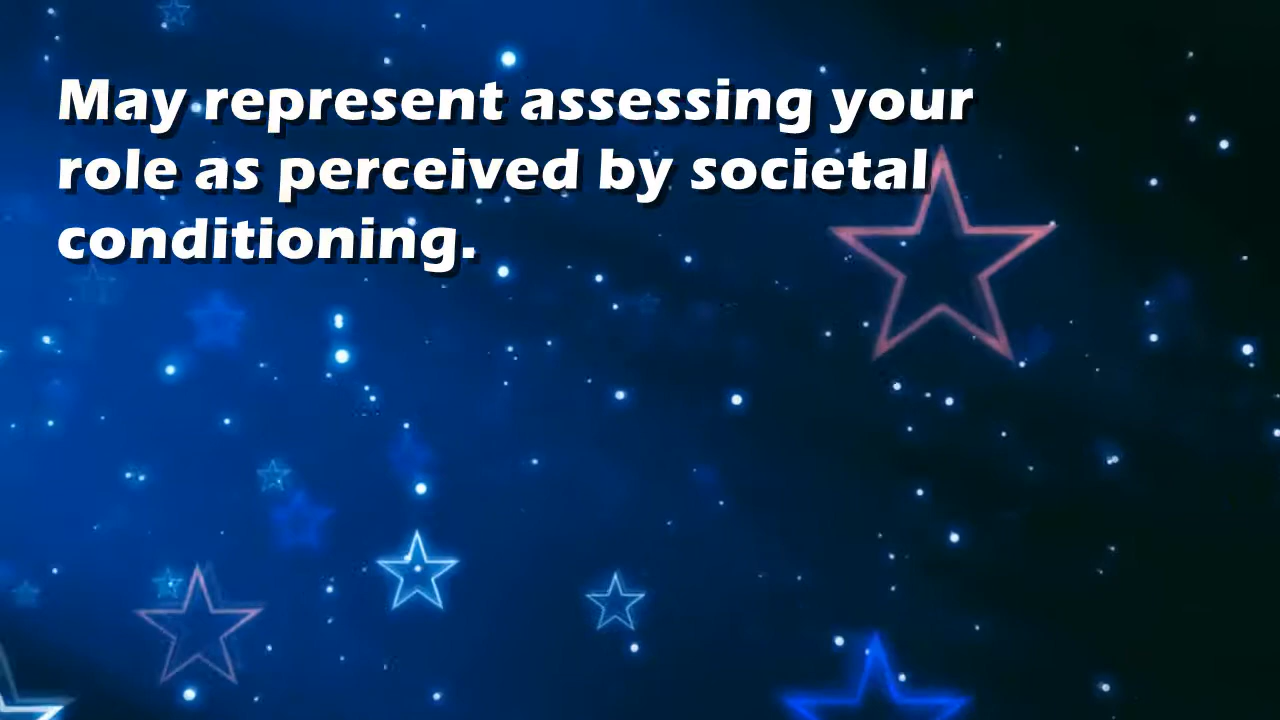 May represent assessing your
role as perceived by societal
conditioning.